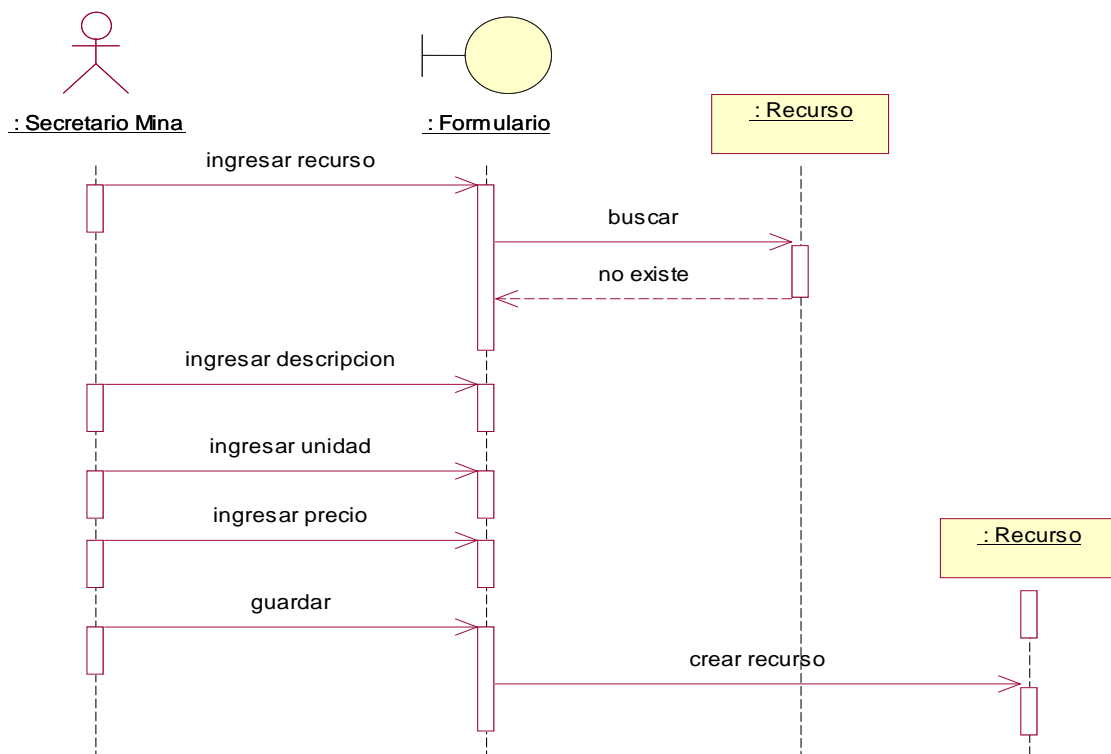 : Secretario Mina
: Formulario
: Recurso
ingresar recurso
buscar
no existe
ingresar descripcion
ingresar unidad
ingresar precio
: Recurso
guardar
crear recurso